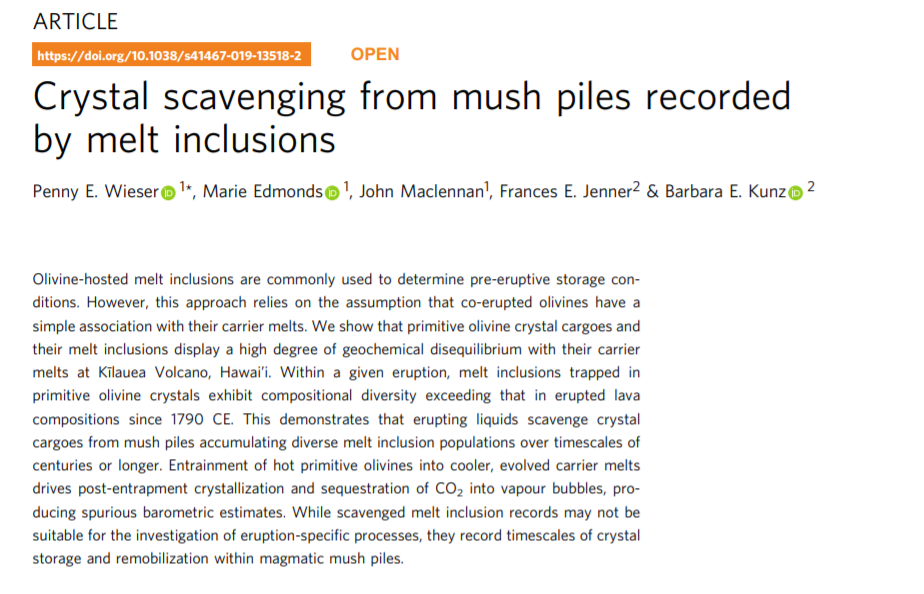 ARTICLE
https://doi.org/10.1038/s41467-019-13518-2 OPEN
Crystal scavenging from mush piles recorded
by melt inclusions
Penny E. Wieser iD 1*, Marie Edmonds iD 1, John Maclennan1, Frances E. Jenner2 & Barbara E. Kunz iD 2
Olivine-hosted melt inclusions are commonly used to determine pre-eruptive storage con-
ditions. However, this approach relies on the assumption that co-erupted olivines have a
simple association with their carrier melts. We show that primitive olivine crystal cargoes and
their melt inclusions display a high degree of geochemical disequilibrium with their carrier
melts at Kīlauea Volcano, Hawai'i. Within a given eruption, melt inclusions trapped in
primitive olivine crystals exhibit compositional diversity exceeding that in erupted lava
compositions since 1790 CE. This demonstrates that erupting liquids scavenge crystal
cargoes from mush piles accumulating diverse melt inclusion populations over timescales of
centuries or longer. Entrainment of hot primitive olivines into cooler, evolved carrier melts
drives post-entrapment crystallization and sequestration of CO₂ into vapour bubbles, pro-
ducing spurious barometric estimates. While scavenged melt inclusion records may not be
suitable for the investigation of eruption-specific processes, they record timescales of crystal
storage and remobilization within magmatic mush piles.